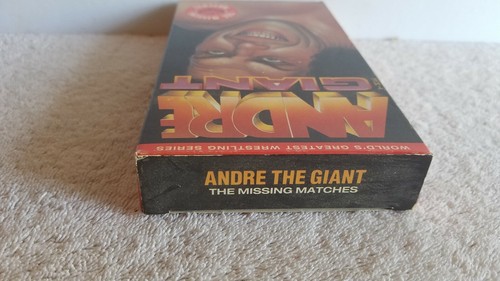 ANDRE THE GIANT
THE MISSING MATCHES
WORLD'S GREATEST WRESTLING SERIES
ANDRE
GIANT